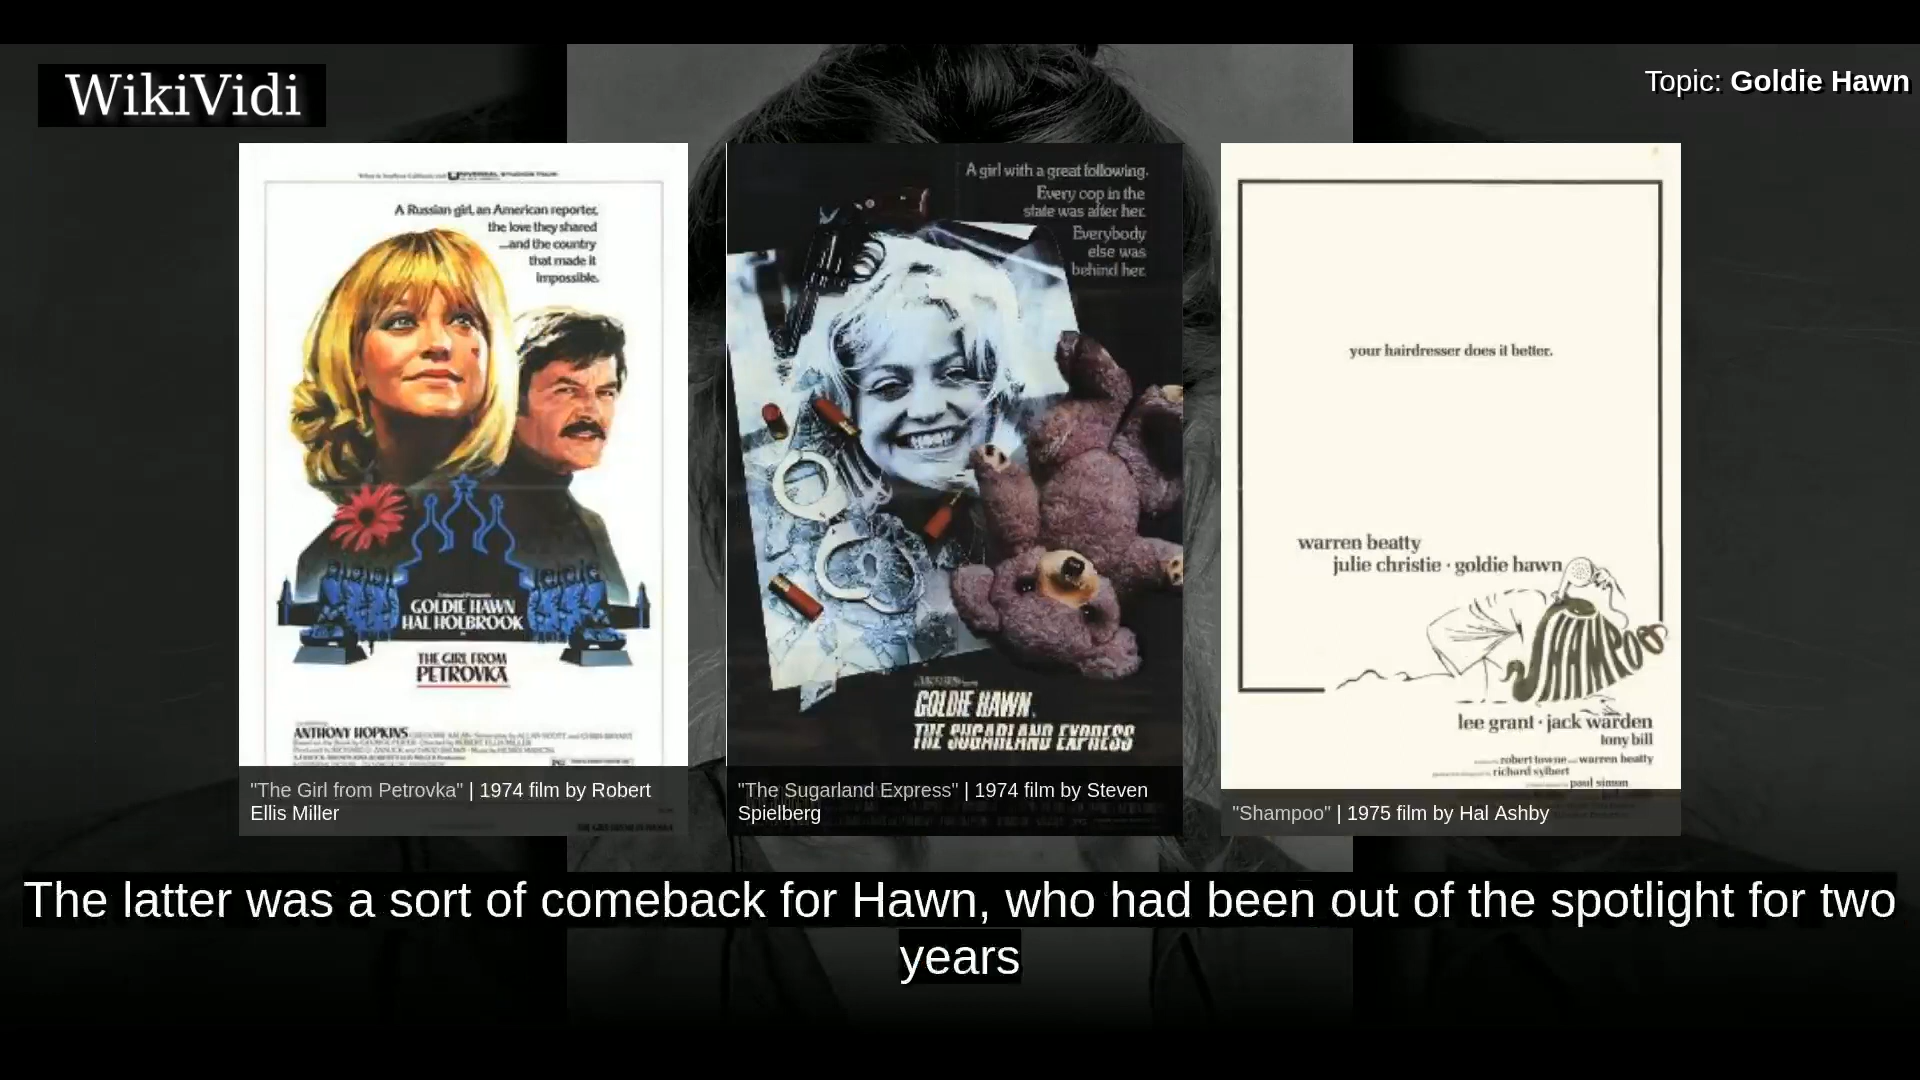 WikiVidi
Topic: Goldie Hawn
A Russian girl, an American reporter,
the love they shared
...and the country
that made it
impossible.
GOLDIE HAWN
HAL HOLBROOK
THE GIRL FROM
PETROVKA
ANTHONY HOPKINS
"The Girl from Petrovka" | 1974 film by Robert
Ellis Miller
A girl with a great following.
Every cop in the
state was after her.
Everybody
else was
behind her.
GOLDIE HAWN
THE SUGARLAND EXPRESS
"The Sugarland Express" | 1974 film by Steven
Spielberg
your hairdresser does it better.
warren beatty
julie christie · goldie hawn
SHAMPOO
lee grant · jack warden
tony bill
robert towne and warren beatty
richard sylbert
paul simon
"Shampoo" | 1975 film by Hal Ashby
The latter was a sort of comeback for Hawn, who had been out of the spotlight for two
years